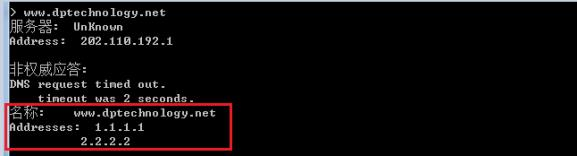 > www.dptechnology.net
服务器:  UnKnown
Address:  202.110.192.1
非权威应答:
DNS request timed out.
    timeout was 2 seconds.
名称:    www.dptechnology.net
Addresses:  1.1.1.1
          2.2.2.2